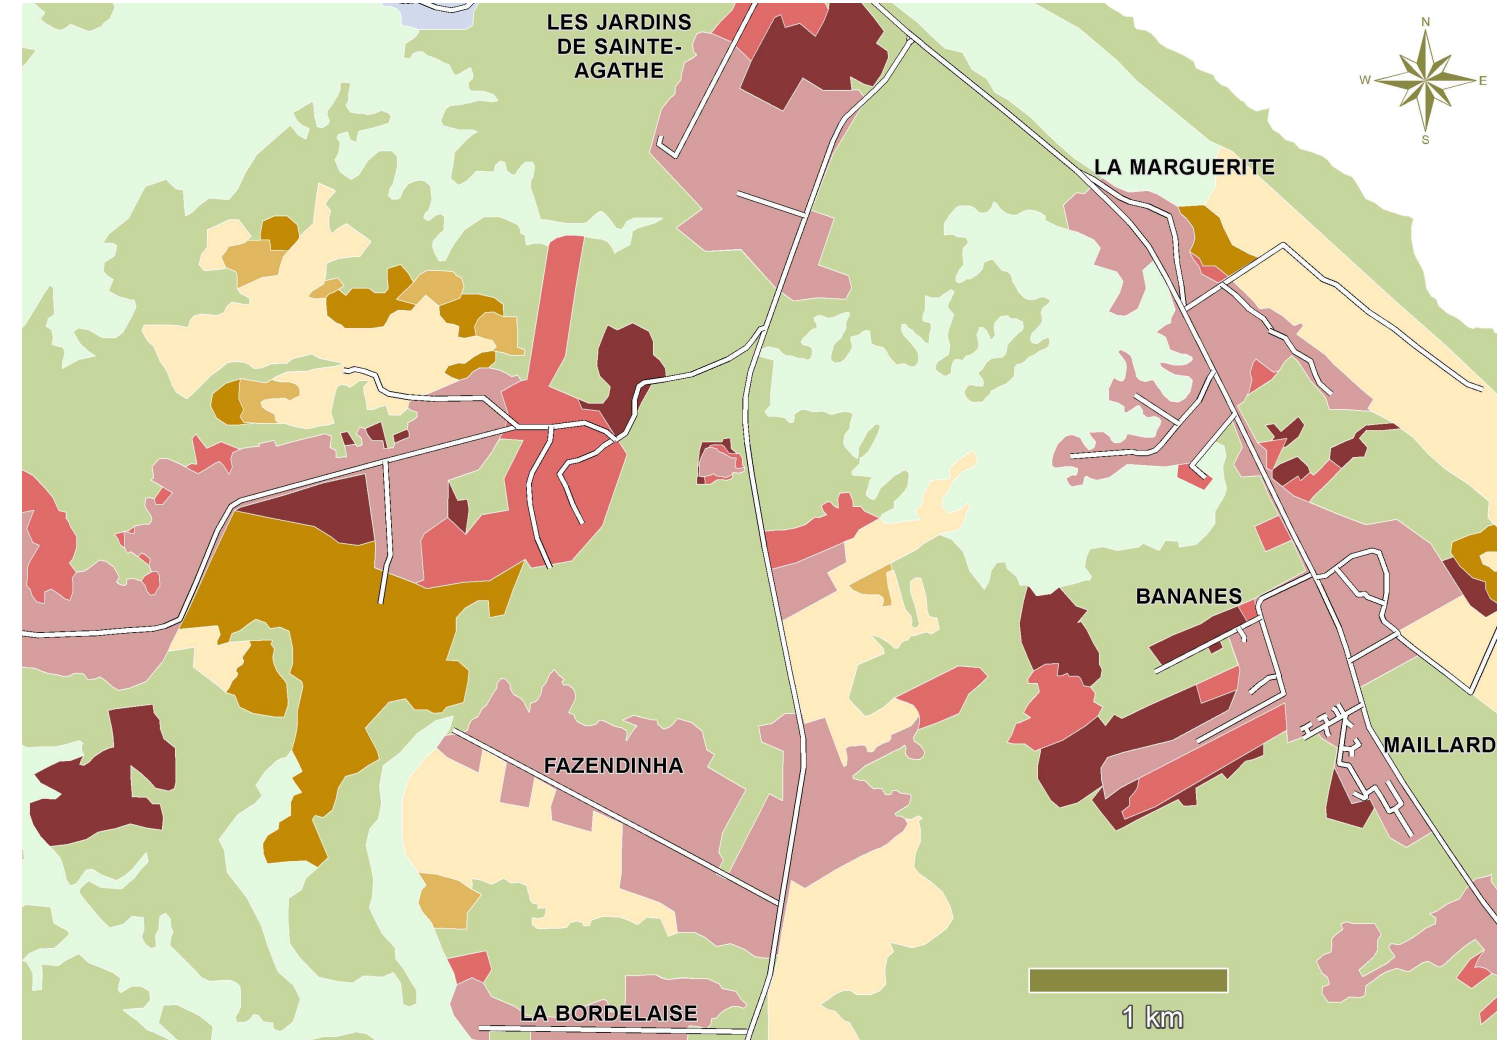 LES JARDINS
DE SAINTE-
AGATHE
N
W
E
S
LA MARGUERITE
BANANES
MAILLARD
FAZENDINHA
LA BORDELAISE
1 km